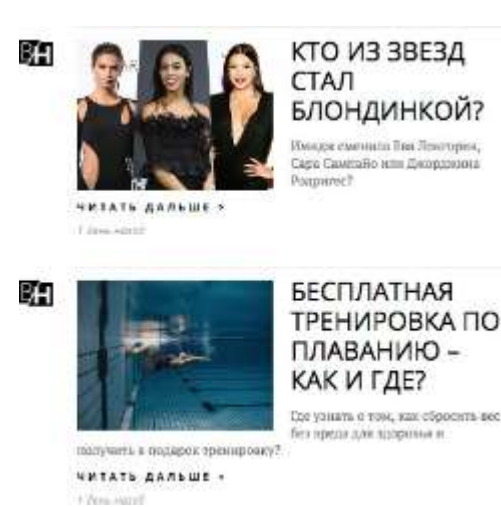 ВН
КТО ИЗ ЗВЕЗД
СТАЛ
БЛОНДИНКОЙ?
Имидж сменила Ева Лонгория,
Сара Сампайо или Джорджина
Родригес?
ЧИТАТЬ ДАЛЬШЕ >
1 день назад
ВН
БЕСПЛАТНАЯ
ТРЕНИРОВКА ПО
ПЛАВАНИЮ –
КАК И ГДЕ?
Где узнать о том, как сбросить вес
без вреда для здоровья и
получить в подарок тренировку?
ЧИТАТЬ ДАЛЬШЕ >
1 день назад